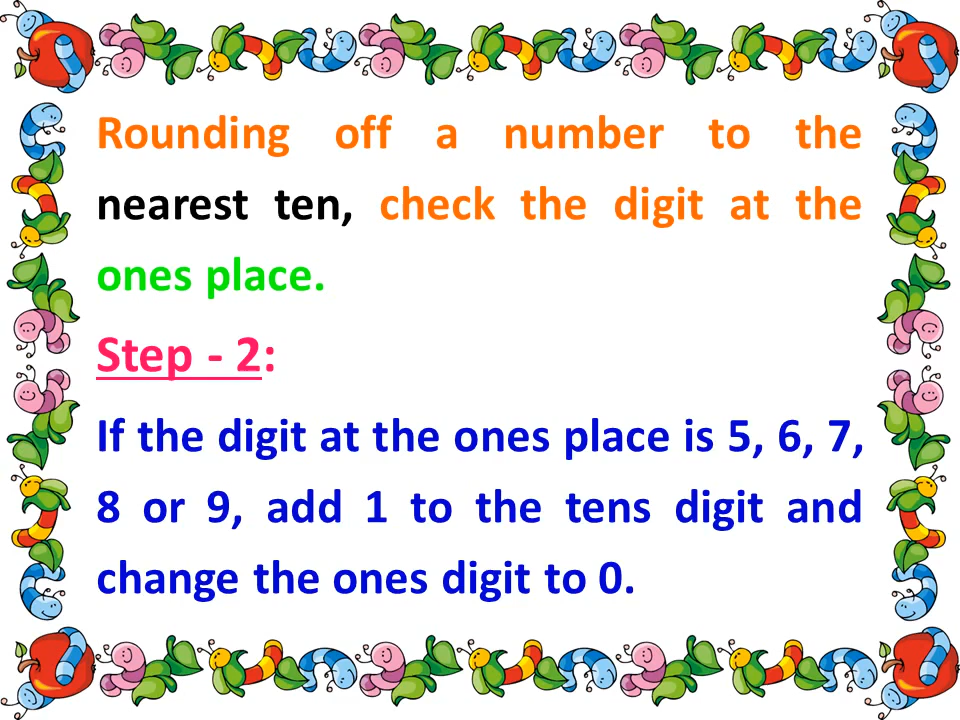 Rounding off a number to the
nearest ten, check the digit at the
ones place.
Step - 2:
If the digit at the ones place is 5, 6, 7,
8 or 9, add 1 to the tens digit and
change the ones digit to 0.